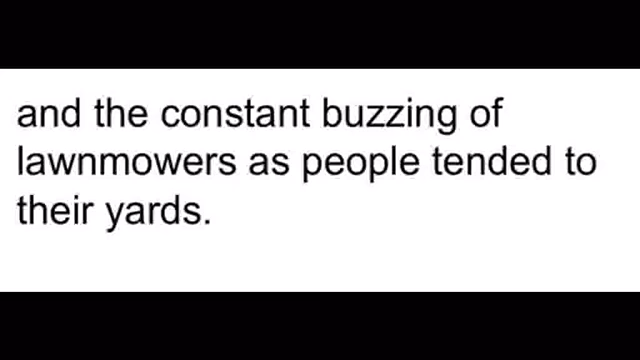 and the constant buzzing of
lawnmowers as people tended to
their yards.